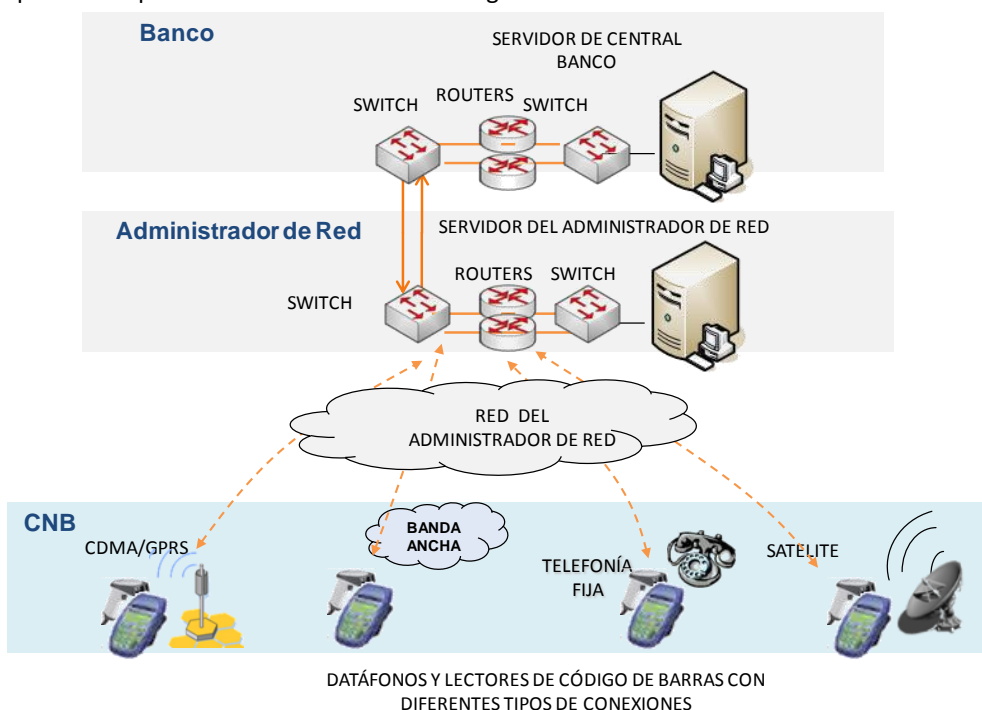 Banco
SERVIDOR DE CENTRAL
BANCO
SWITCH
ROUTERS
SWITCH
Administrador de Red
SERVIDOR DEL ADMINISTRADOR DE RED
ROUTERS
SWITCH
SWITCH
RED DEL
ADMINISTRADOR DE RED
CNB
CDMA/GPRS
BANDA
ANCHA
TELEFONÍA
FIJA
SATELITE
DATÁFONOS Y LECTORES DE CÓDIGO DE BARRAS CON
DIFERENTES TIPOS DE CONEXIONES